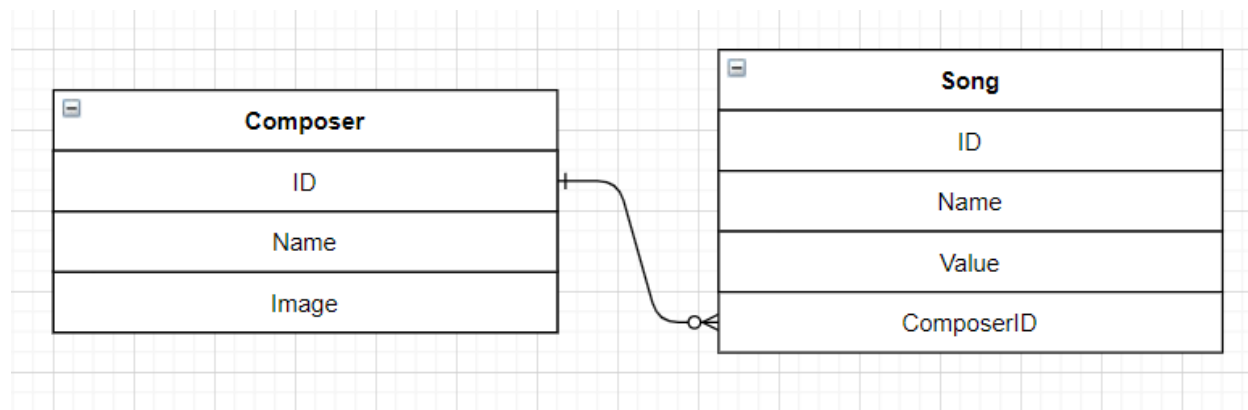 Composer
ID
Name
Image
Song
ID
Name
Value
ComposerID